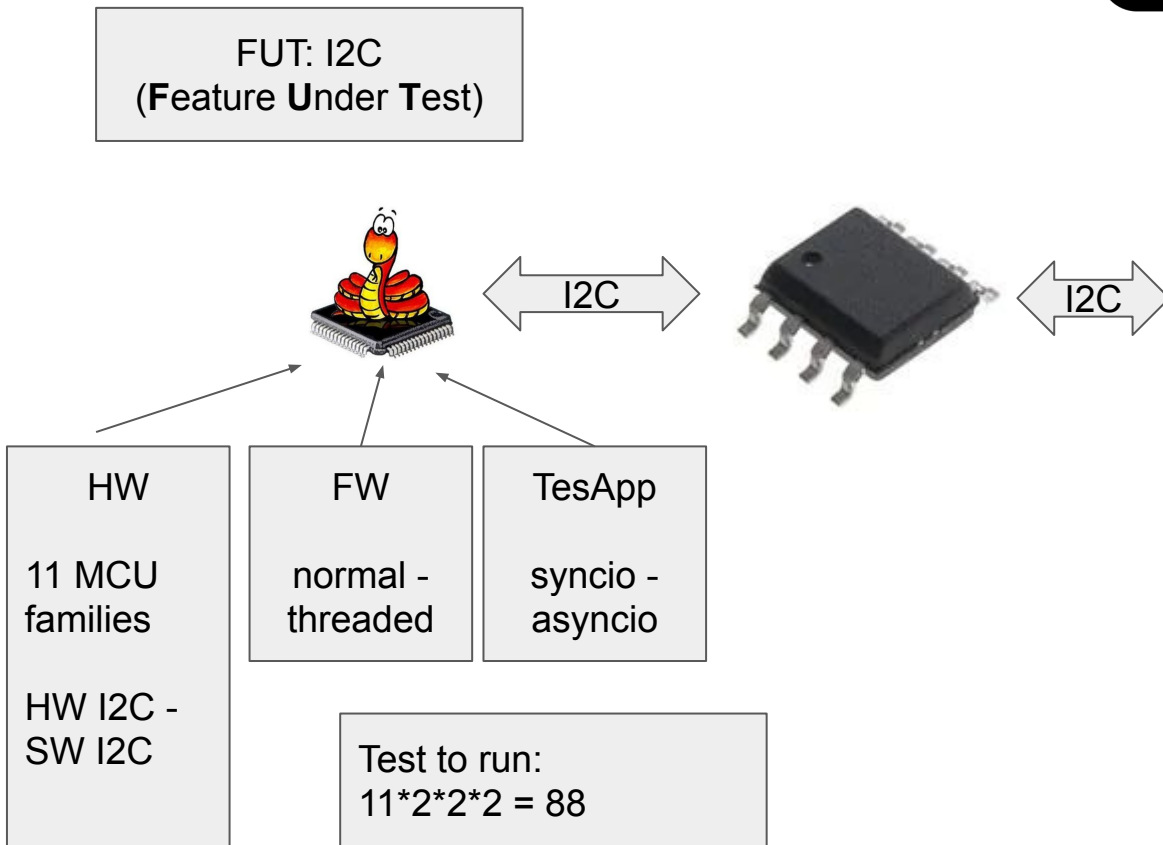 FUT: I2C
(Feature Under Test)
I2C
I2C
HW
11 MCU
families
HW I2C -
SW I2C
FW
normal -
threaded
TesApp
syncio -
asyncio
Test to run:
11*2*2*2 = 88